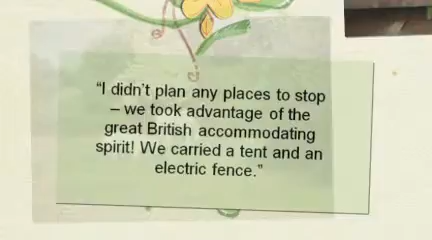 “I didn’t plan any places to stop
– we took advantage of the
great British accommodating
spirit! We carried a tent and an
electric fence.”